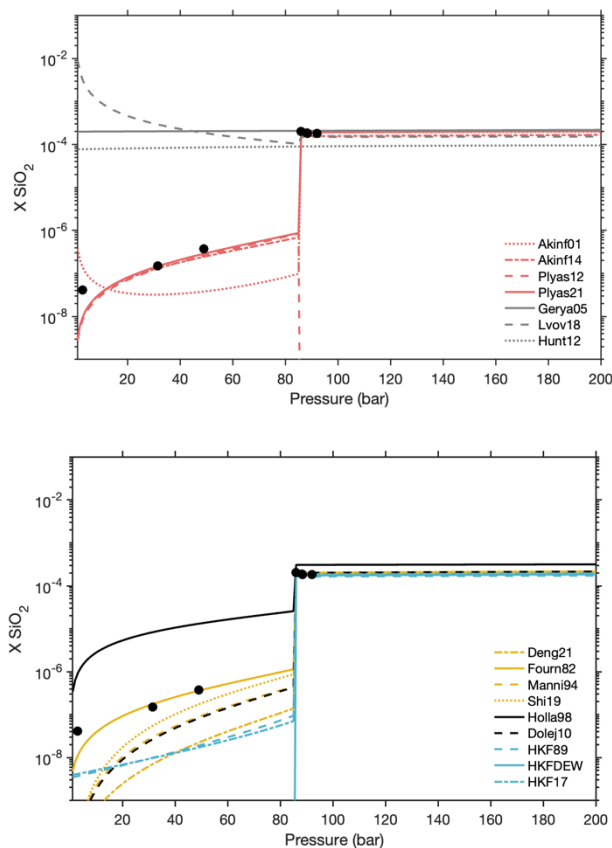 10⁻²
10⁻⁴
10⁻⁶
10⁻⁸
X SiO₂
Akinf01
Akinf14
Plyas12
Plyas21
Gerya05
Lvov18
Hunt12
20 40 60 80 100 120 140 160 180 200
Pressure (bar)
10⁻²
10⁻⁴
10⁻⁶
10⁻⁸
X SiO₂
Deng21
Fourn82
Manni94
Shi19
Holla98
Dolej10
HKF89
HKFDEW
HKF17
20 40 60 80 100 120 140 160 180 200
Pressure (bar)